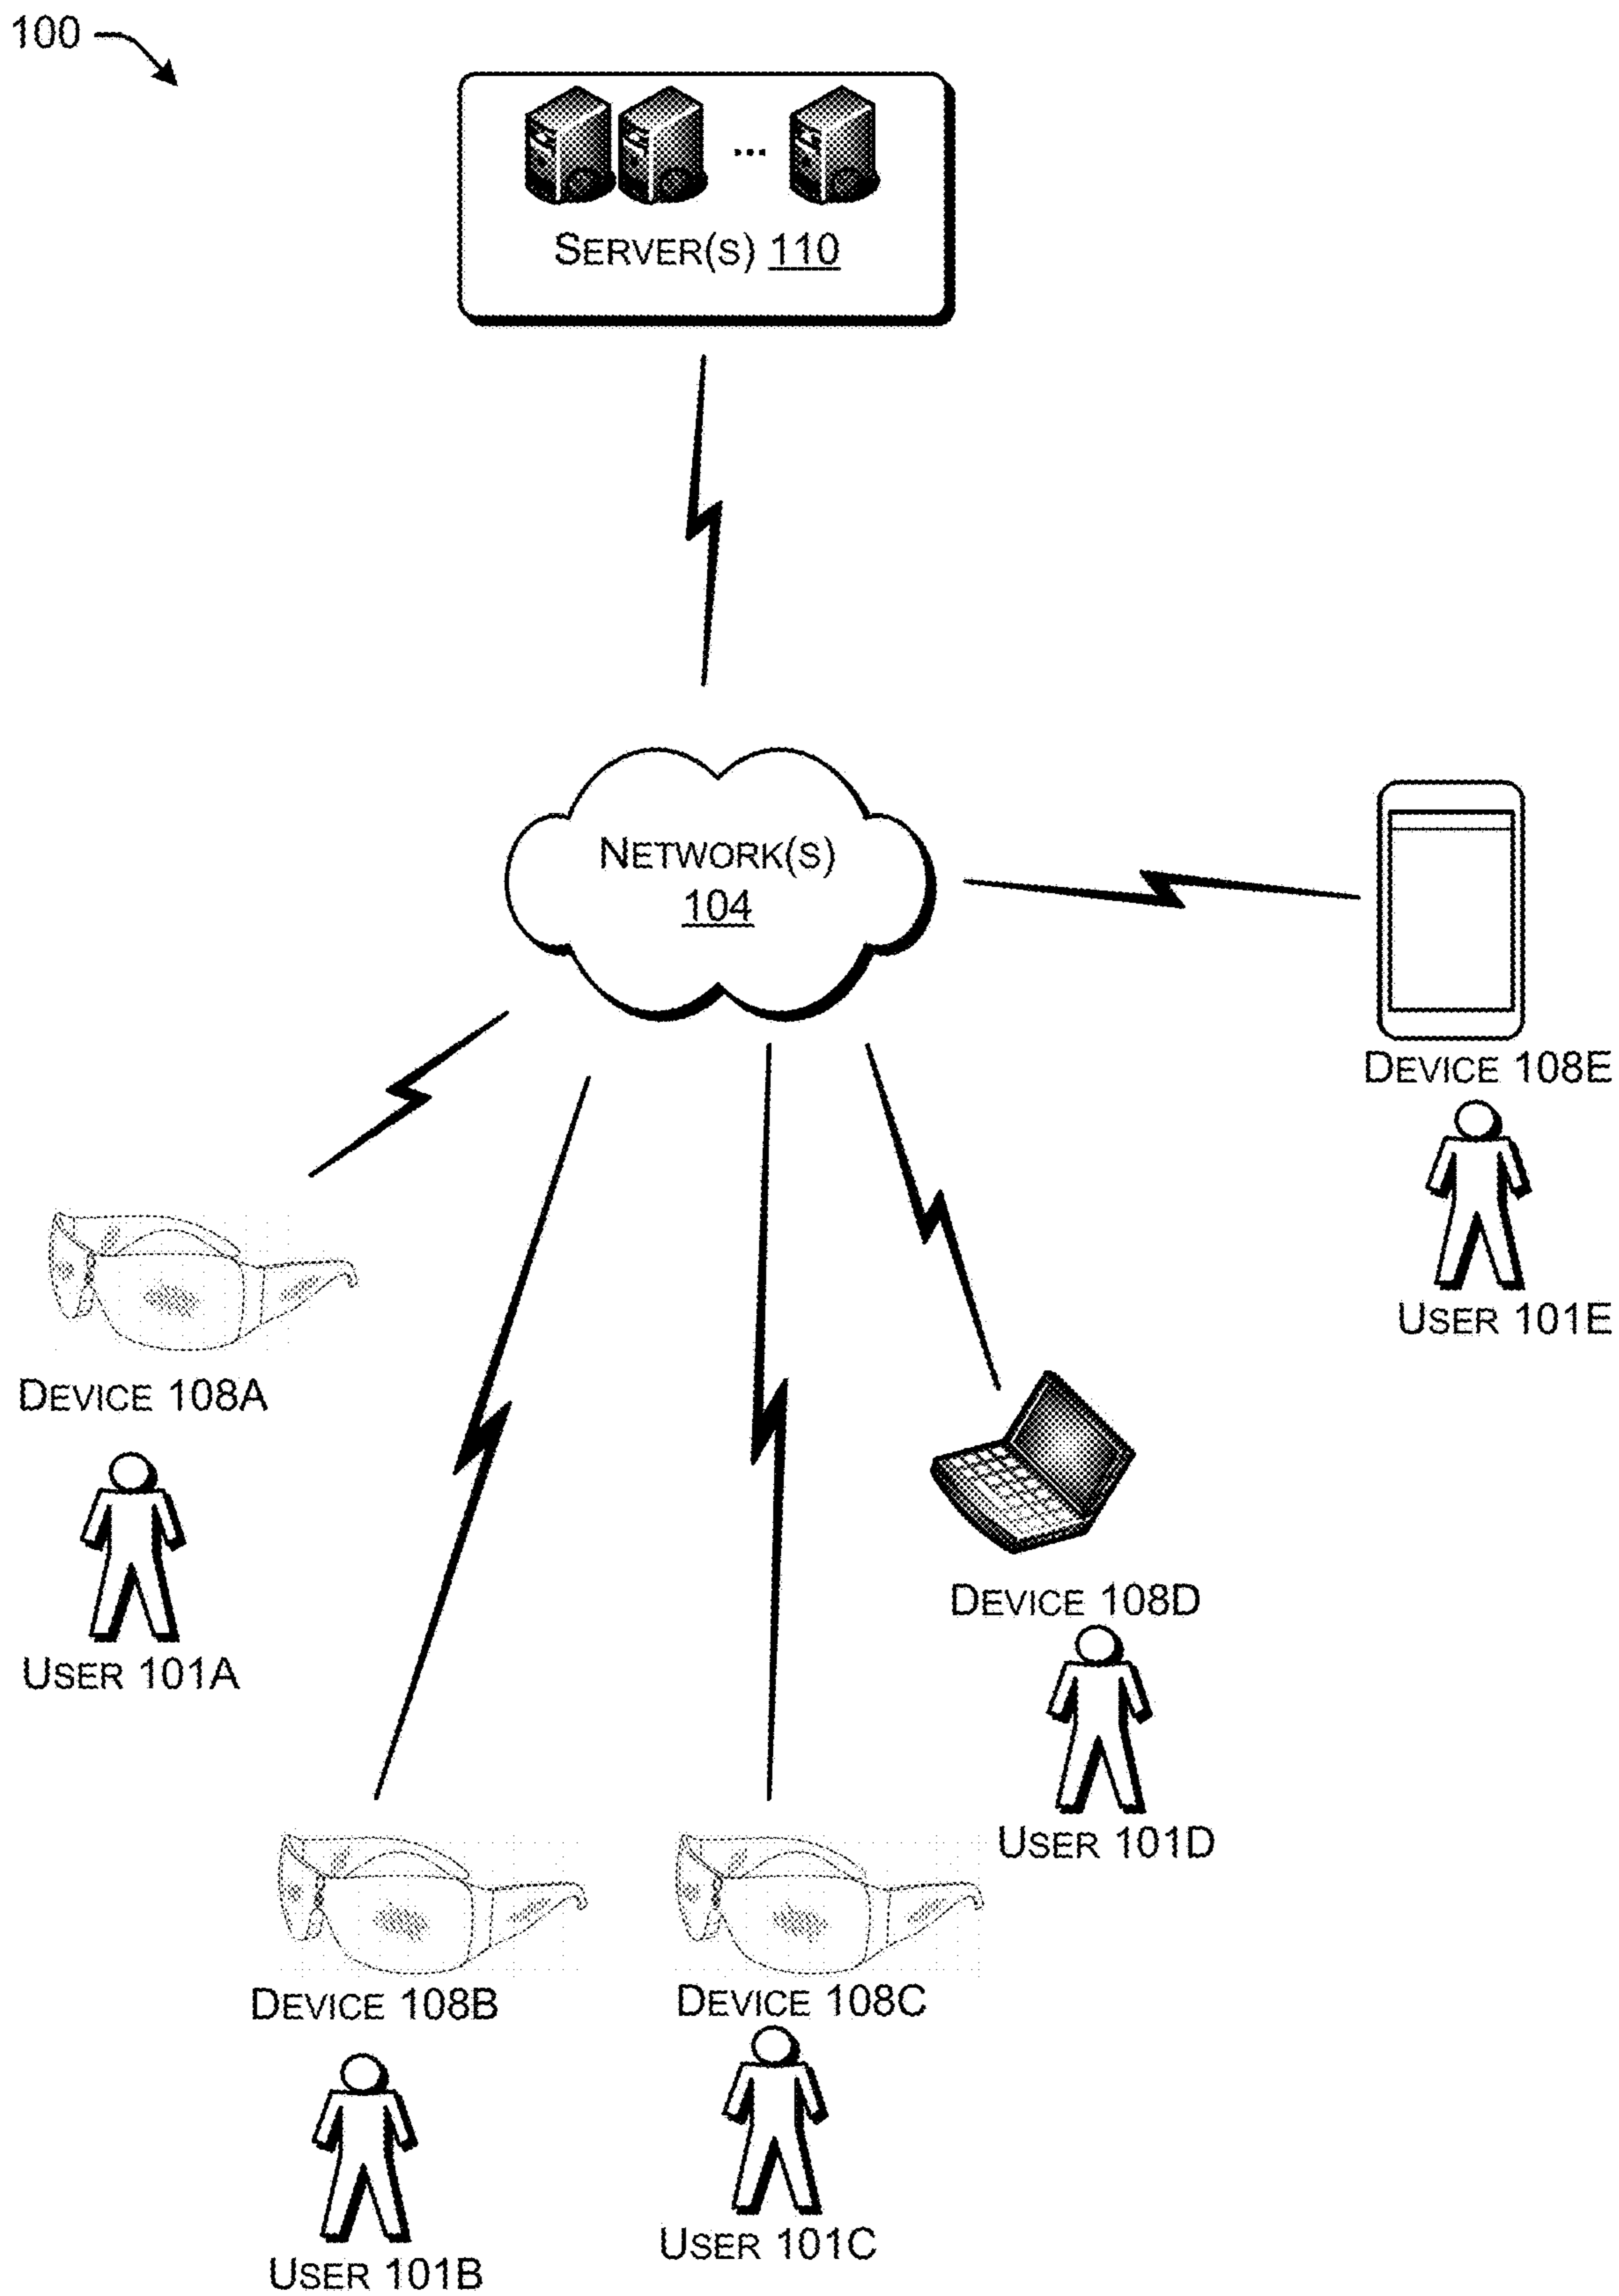 100
SERVER(S) 110
NETWORK(S)
104
DEVICE 108E
USER 101E
DEVICE 108A
USER 101A
DEVICE 108D
USER 101D
DEVICE 108B
USER 101B
DEVICE 108C
USER 101C